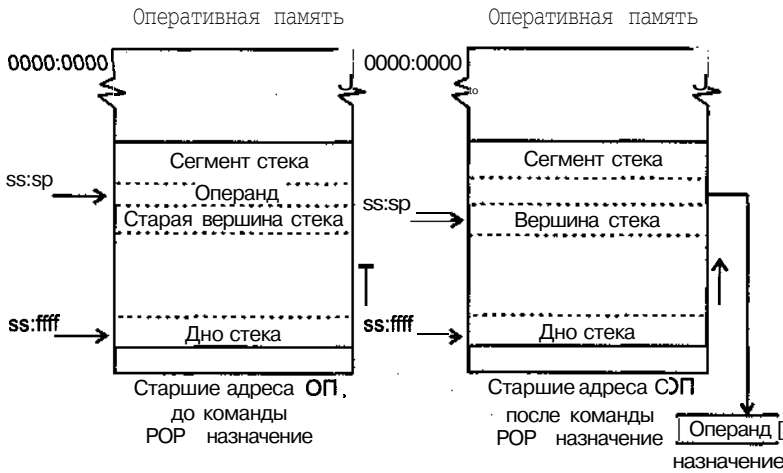 Оперативная память
0000:0000
Сегмент стека
ss:sp
Операнд
Старая вершина стека
ss:ffff
Дно стека
Старшие адреса ОП,
до команды
POP назначение
Оперативная память
0000:0000
Сегмент стека
ss:sp
Вершина стека
ss:ffff
Дно стека
Старшие адреса ОП
после команды
POP назначение
Операнд
назначение